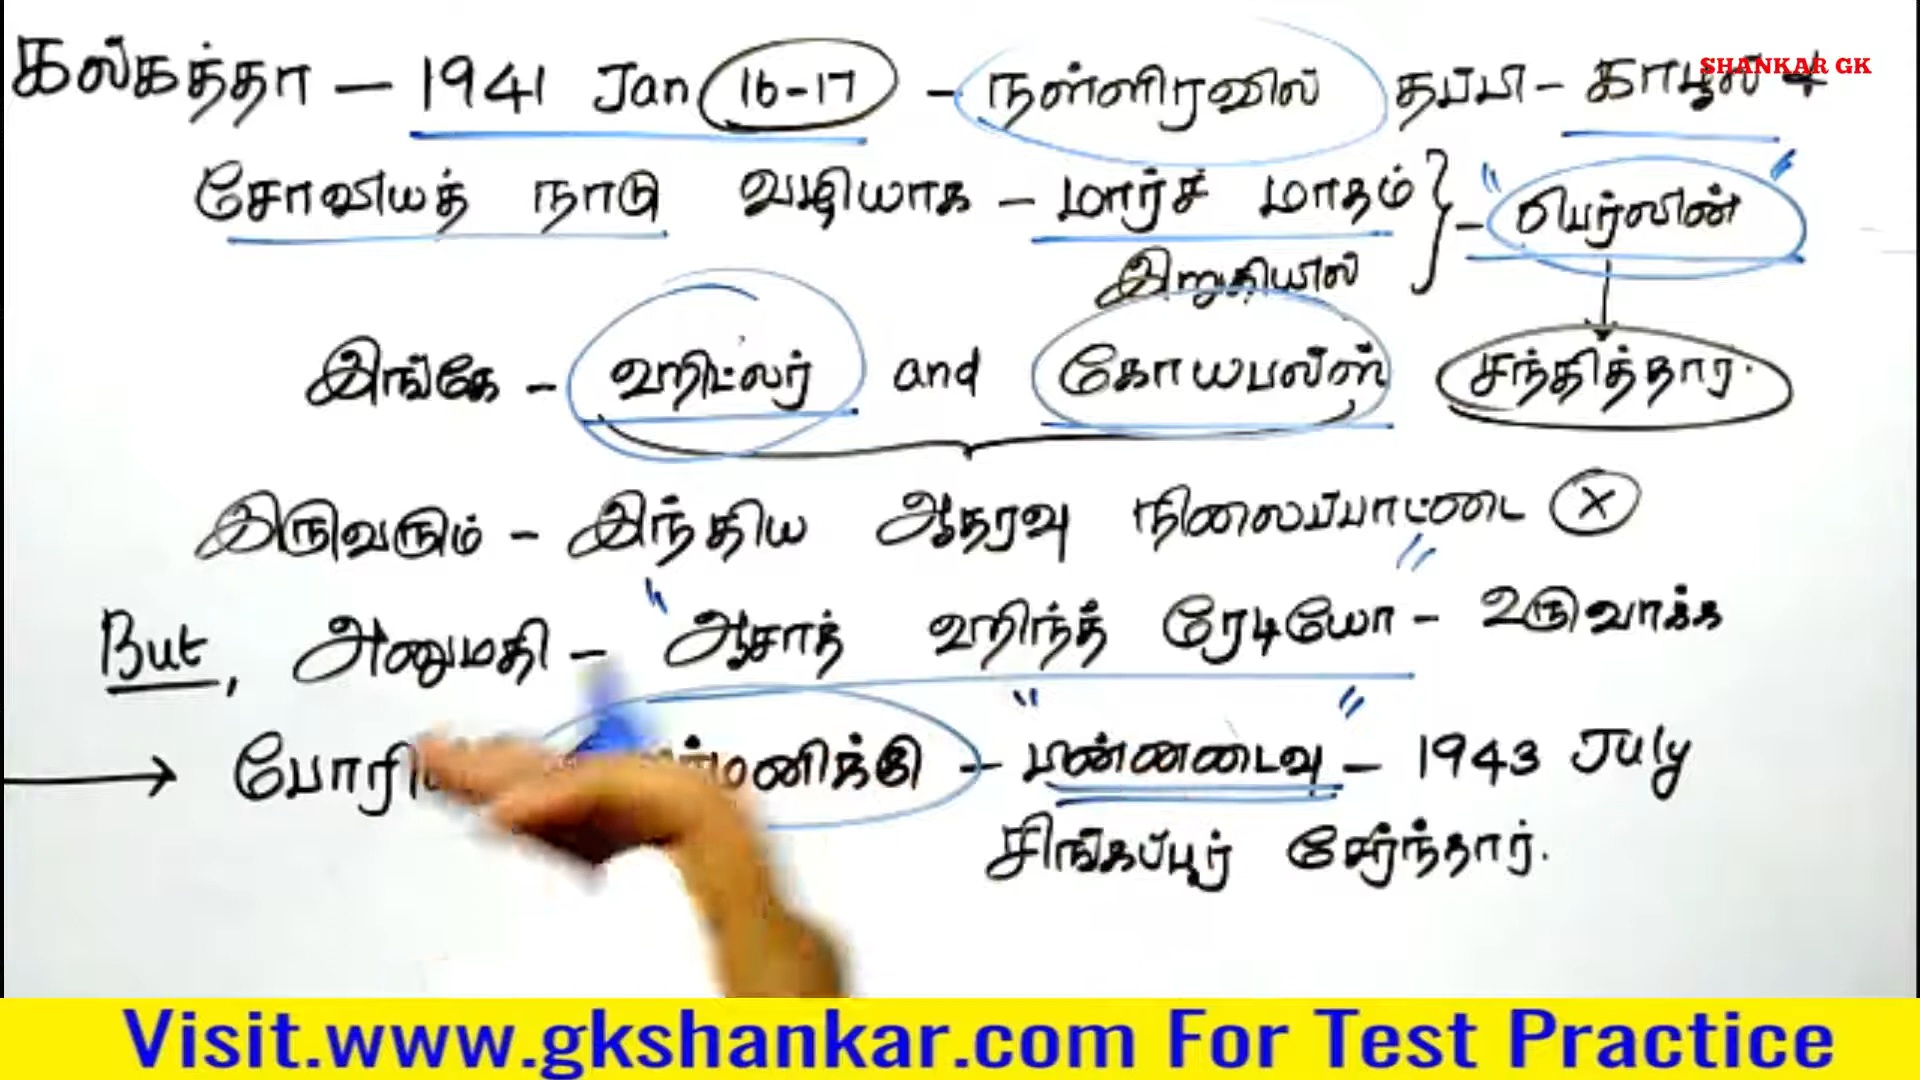 கல்கத்தா – 1941 Jan 16-17 – நள்ளிரவில் தப்பி – காபூல் +
SHANKAR GK
சோவியத் நாடு வழியாக – மார்ச் மாதம் } – "பெர்லின்"
இறுதியில்
இங்கே – ஹிட்லர் and கோயபல்ஸ் சந்தித்தார்.
இருவரும் – இந்திய ஆதரவு நிலைப்பாட்டை X
But, அனுமதி – "ஆசாத் ஹிந்த் ரேடியோ" – உருவாக்க
→ – "பின்னடைவு" – 1943 July
சிங்கப்பூர் சேர்ந்தார்.
Visit.www.gkshankar.com For Test Practice